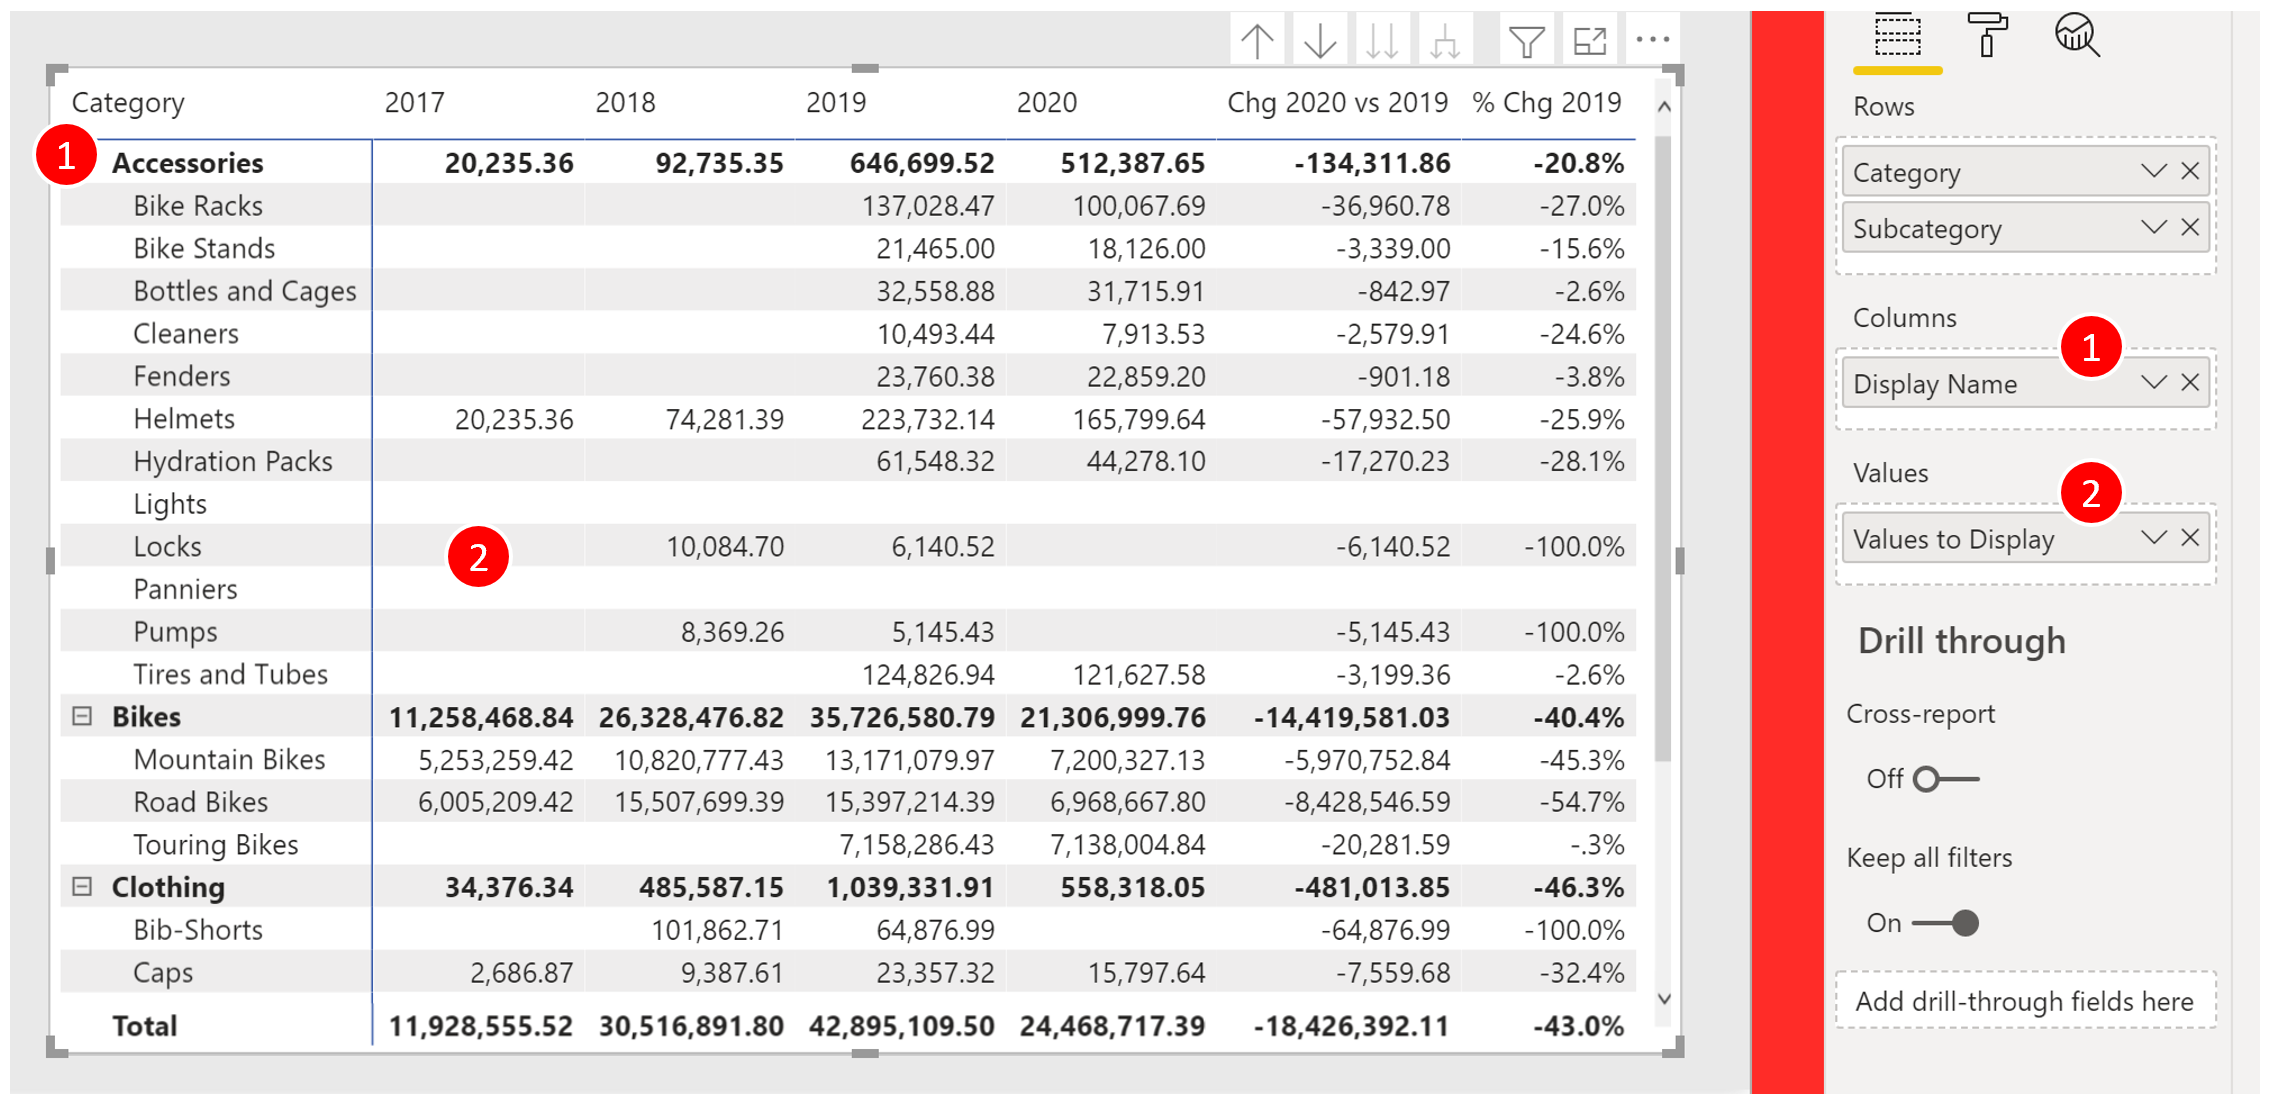 Category 2017 2018 2019 2020 Chg 2020 vs 2019 % Chg 2019
1 Accessories 20,235.36 92,735.35 646,699.52 512,387.65 -134,311.86 -20.8%
Bike Racks 137,028.47 100,067.69 -36,960.78 -27.0%
Bike Stands 21,465.00 18,126.00 -3,339.00 -15.6%
Bottles and Cages 32,558.88 31,715.91 -842.97 -2.6%
Cleaners 10,493.44 7,913.53 -2,579.91 -24.6%
Fenders 23,760.38 22,859.20 -901.18 -3.8%
Helmets 20,235.36 74,281.39 223,732.14 165,799.64 -57,932.50 -25.9%
Hydration Packs 61,548.32 44,278.10 -17,270.23 -28.1%
Lights
Locks 2 10,084.70 6,140.52 -6,140.52 -100.0%
Panniers
Pumps 8,369.26 5,145.43 -5,145.43 -100.0%
Tires and Tubes 124,826.94 121,627.58 -3,199.36 -2.6%
Bikes 11,258,468.84 26,328,476.82 35,726,580.79 21,306,999.76 -14,419,581.03 -40.4%
Mountain Bikes 5,253,259.42 10,820,777.43 13,171,079.97 7,200,327.13 -5,970,752.84 -45.3%
Road Bikes 6,005,209.42 15,507,699.39 15,397,214.39 6,968,667.80 -8,428,546.59 -54.7%
Touring Bikes 7,158,286.43 7,138,004.84 -20,281.59 -.3%
Clothing 34,376.34 485,587.15 1,039,331.91 558,318.05 -481,013.85 -46.3%
Bib-Shorts 101,862.71 64,876.99 -64,876.99 -100.0%
Caps 2,686.87 9,387.61 23,357.32 15,797.64 -7,559.68 -32.4%
Total 11,928,555.52 30,516,891.80 42,895,109.50 24,468,717.39 -18,426,392.11 -43.0%
Rows
Category
Subcategory
Columns
1
Display Name
Values
2
Values to Display
Drill through
Cross-report
Off
Keep all filters
On
Add drill-through fields here